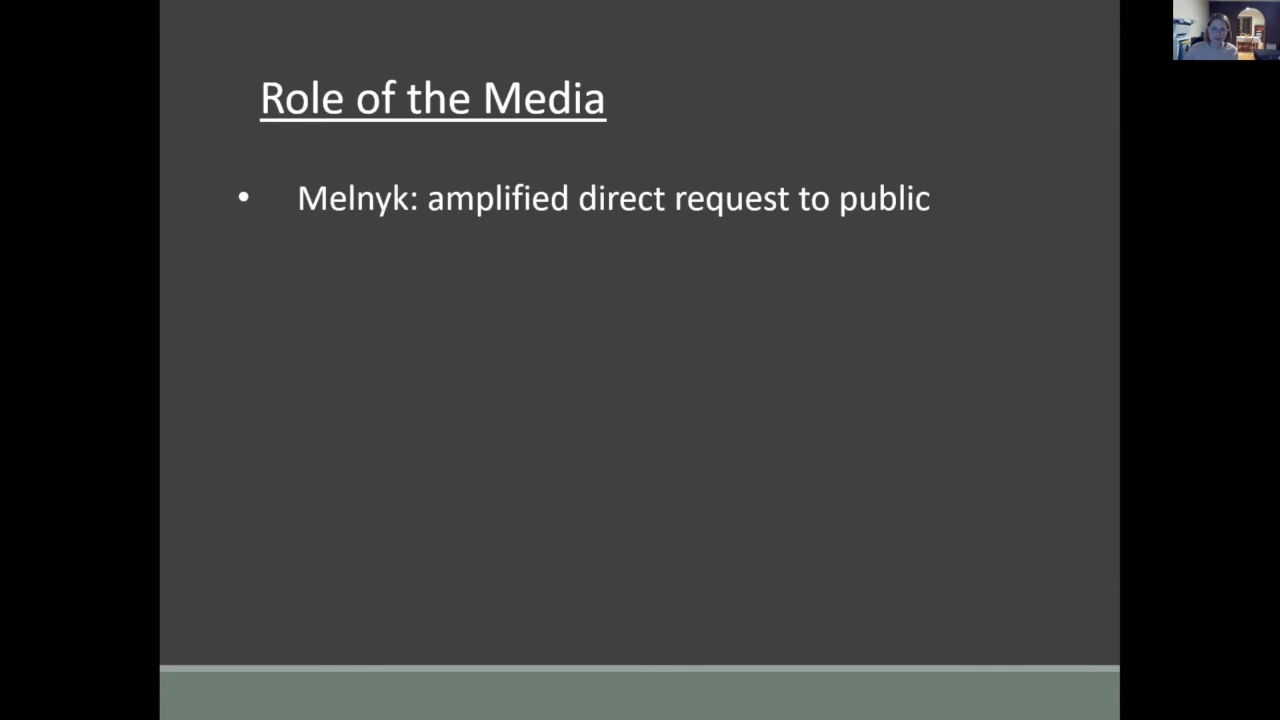 Role of the Media
• Melnyk: amplified direct request to public